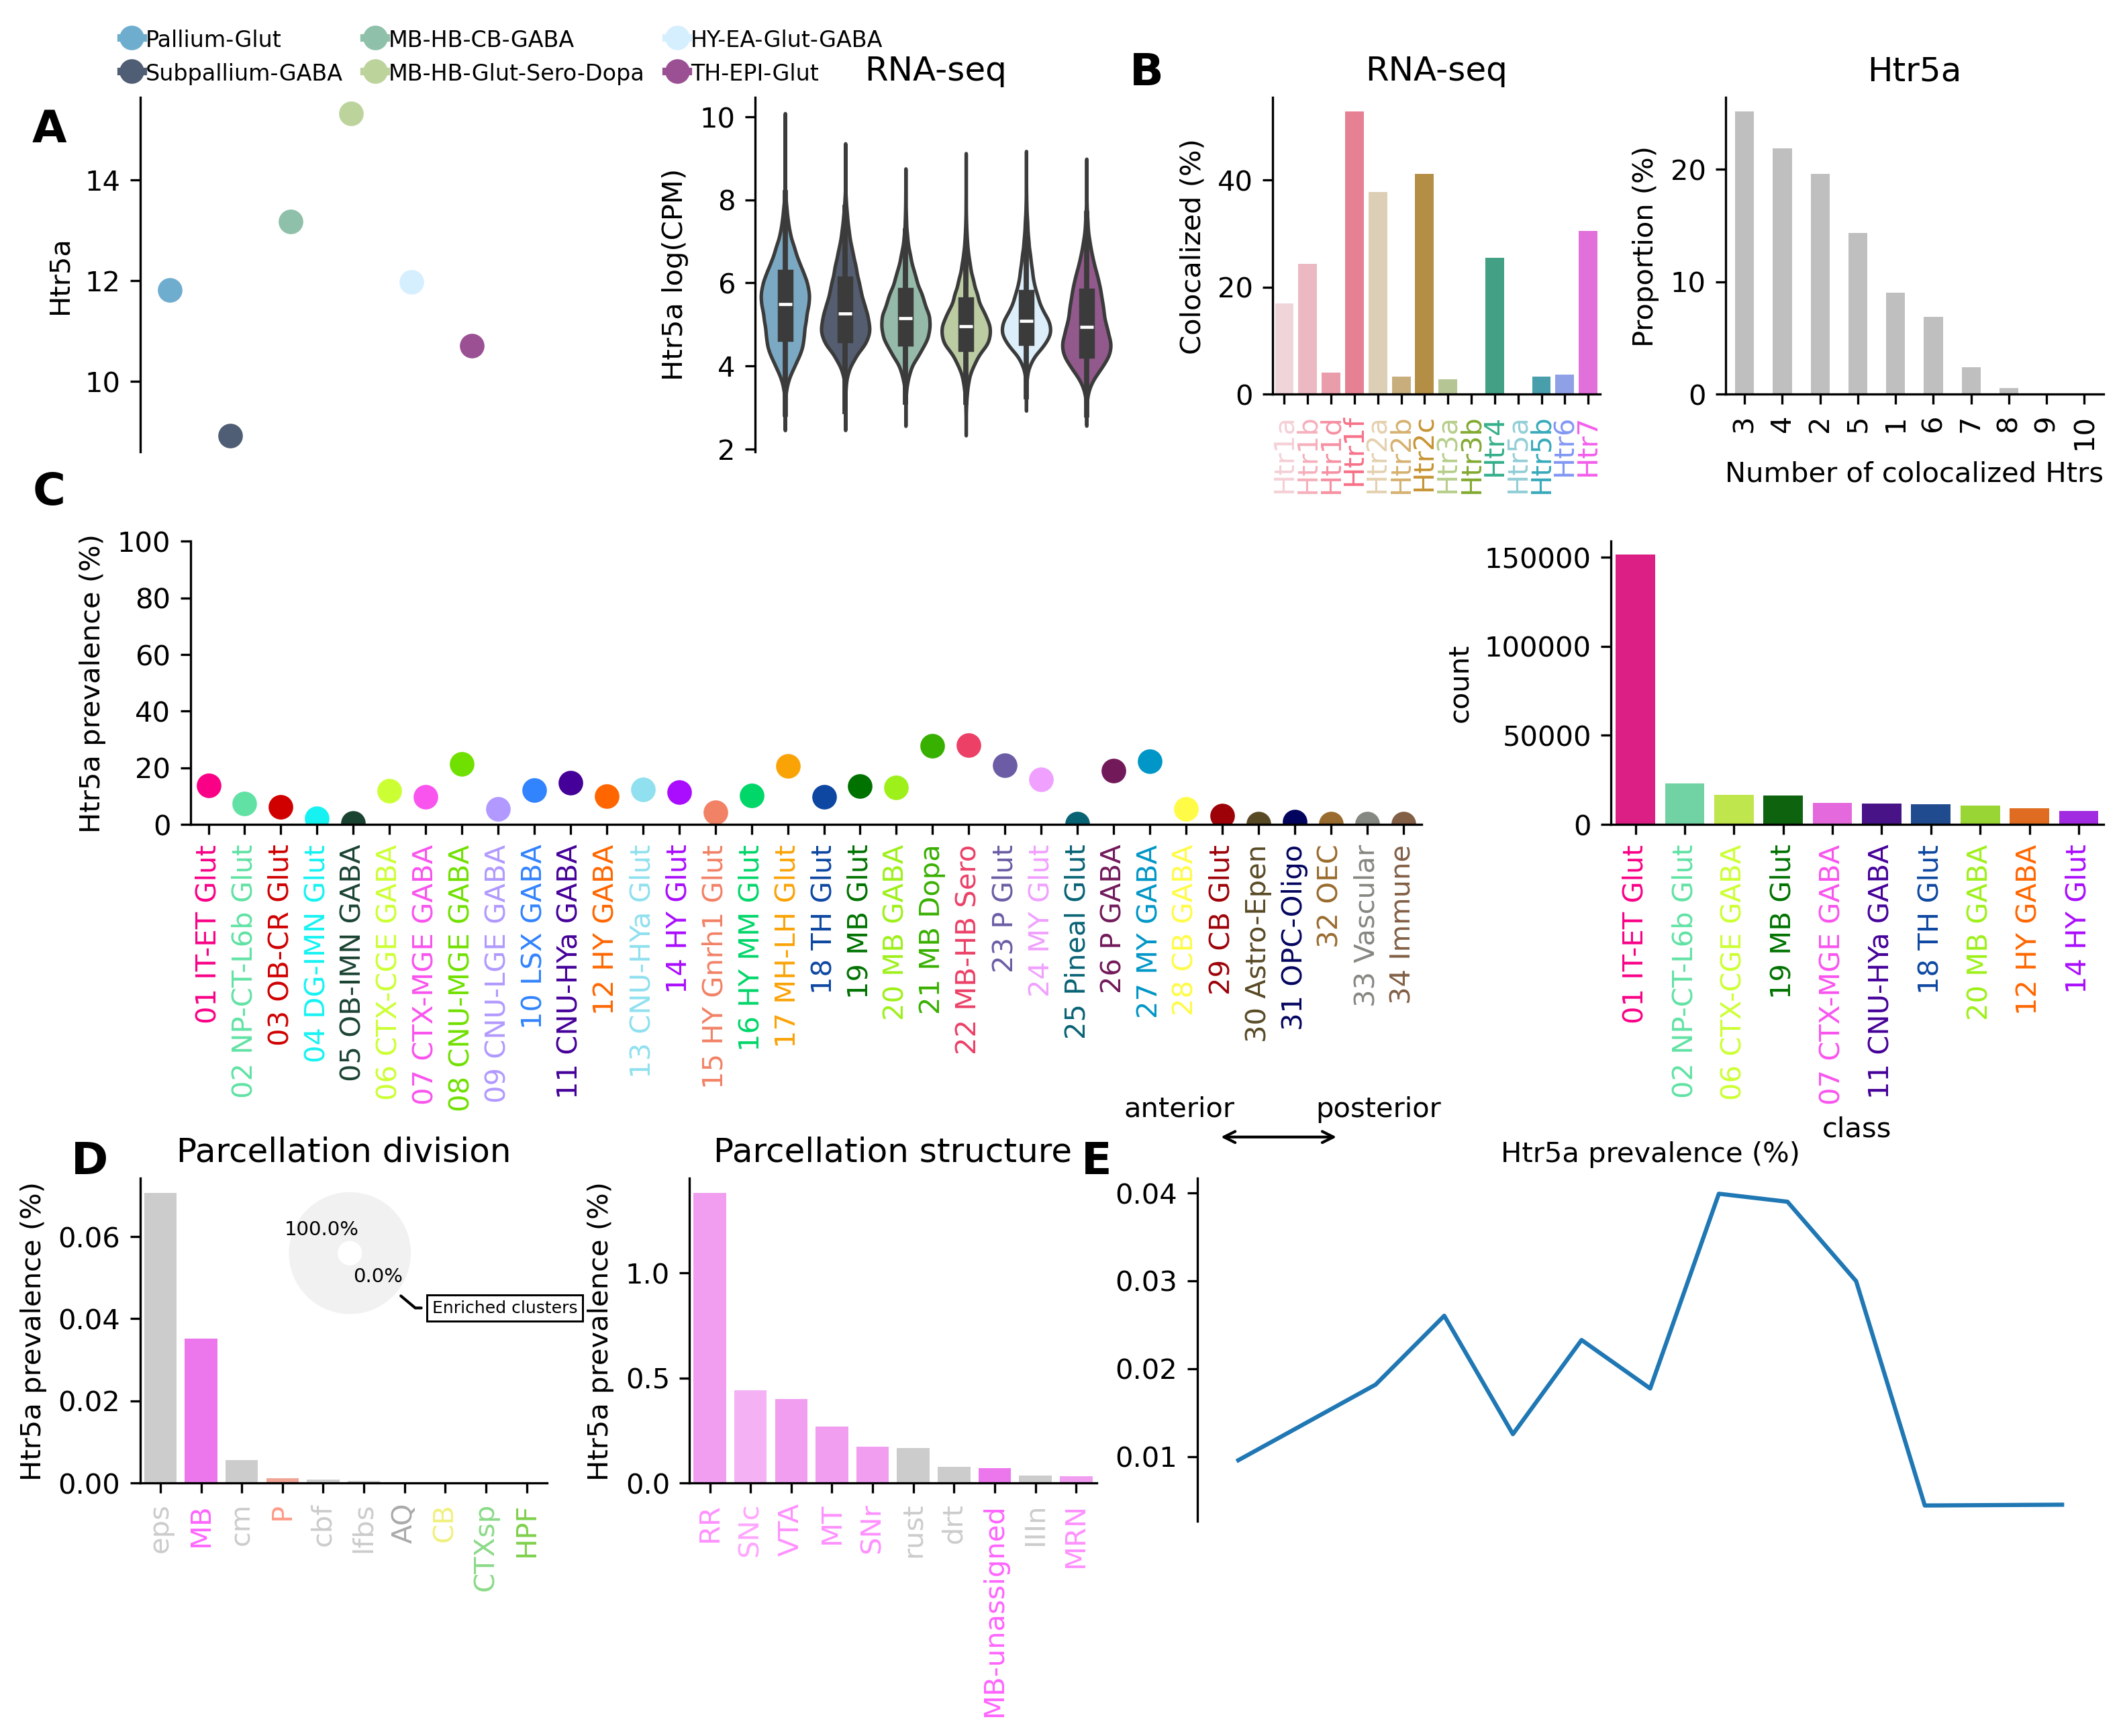 Pallium-Glut
Subpallium-GABA
MB-HB-CB-GABA
MB-HB-Glut-Sero-Dopa
HY-EA-Glut-GABA
TH-EPI-Glut
A
Htr5a
14
12
10
RNA-seq
Htr5a log(CPM)
10
8
6
4
2
B
RNA-seq
Colocalized (%)
40
20
0
Htr1a
Htr1b
Htr1d
Htr1f
Htr2a
Htr2b
Htr2c
Htr3a
Htr3b
Htr4
Htr5a
Htr5b
Htr6
Htr7
Htr5a
Proportion (%)
20
10
0
3
4
2
5
1
6
7
8
9
10
Number of colocalized Htrs
C
Htr5a prevalence (%)
100
80
60
40
20
0
01 IT-ET Glut
02 NP-CT-L6b Glut
03 OB-CR Glut
04 DG-IMN Glut
05 OB-IMN GABA
06 CTX-CGE GABA
07 CTX-MGE GABA
08 CNU-MGE GABA
09 CNU-LGE GABA
10 LSX GABA
11 CNU-HYa GABA
12 HY GABA
13 CNU-HYa Glut
14 HY Glut
15 HY Gnrh1 Glut
16 HY MM Glut
17 MH-LH Glut
18 TH Glut
19 MB Glut
20 MB GABA
21 MB Dopa
22 MB-HB Sero
23 P Glut
24 MY Glut
25 Pineal Glut
26 P GABA
27 MY GABA
28 CB GABA
29 CB Glut
30 Astro-Epen
31 OPC-Oligo
32 OEC
33 Vascular
34 Immune
count
150000
100000
50000
0
01 IT-ET Glut
02 NP-CT-L6b Glut
06 CTX-CGE GABA
19 MB Glut
07 CTX-MGE GABA
11 CNU-HYa GABA
18 TH Glut
20 MB GABA
12 HY GABA
14 HY Glut
class
D
Parcellation division
Htr5a prevalence (%)
0.06
0.04
0.02
0.00
100.0%
0.0%
Enriched clusters
eps
MB
cm
P
cbf
lfbs
AQ
CB
CTXsp
HPF
Parcellation structure
Htr5a prevalence (%)
1.0
0.5
0.0
RR
SNc
VTA
MT
SNr
rust
drt
MB-unassigned
IIIn
MRN
E
anterior
posterior
Htr5a prevalence (%)
0.04
0.03
0.02
0.01